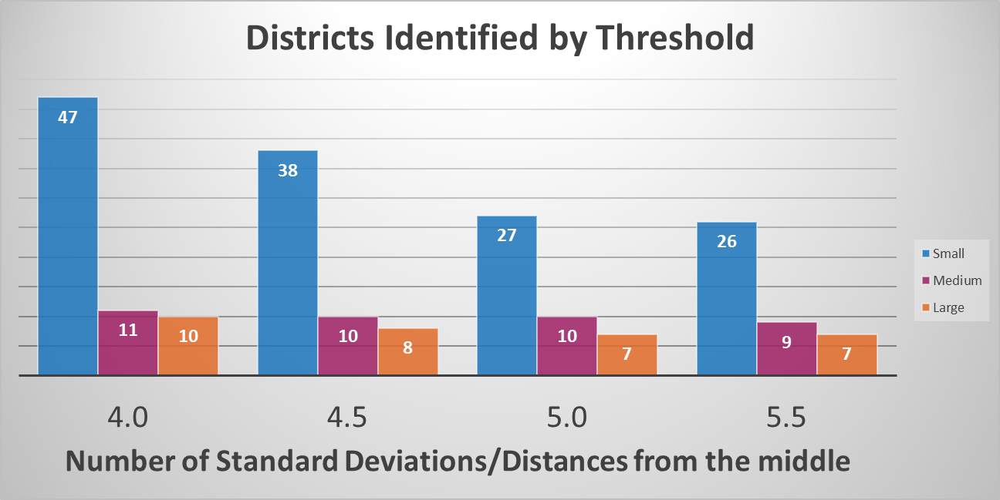 Districts Identified by Threshold
47
38
27
26
11
10
10
8
10
7
9
7
Small
Medium
Large
4.0 4.5 5.0 5.5
Number of Standard Deviations/Distances from the middle